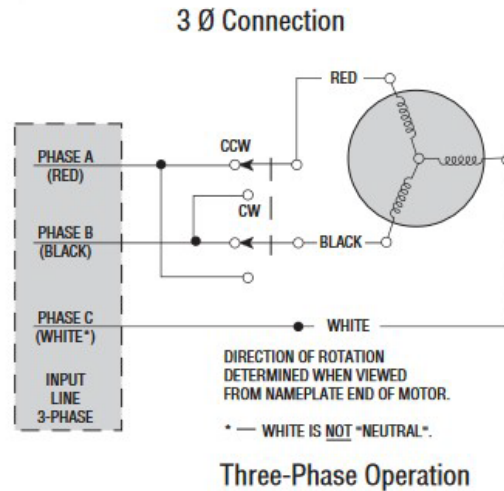 3 Ø Connection
RED
CCW
PHASE A
(RED)
CW
PHASE B
(BLACK)
BLACK
PHASE C
(WHITE*)
WHITE
INPUT
LINE
3-PHASE
DIRECTION OF ROTATION
DETERMINED WHEN VIEWED
FROM NAMEPLATE END OF MOTOR.
* — WHITE IS NOT "NEUTRAL".
Three-Phase Operation